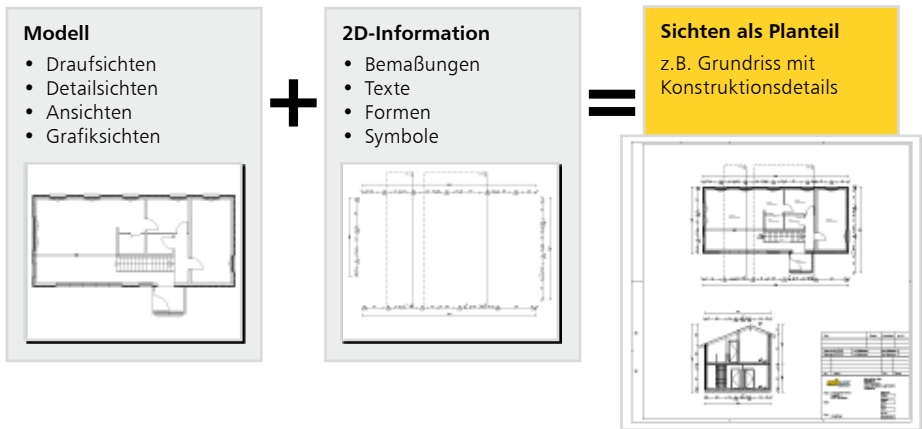 Modell
• Draufsichten
• Detailsichten
• Ansichten
• Grafiksichten
+
2D-Information
• Bemaßungen
• Texte
• Formen
• Symbole
=
Sichten als Planteil
z.B. Grundriss mit
Konstruktionsdetails